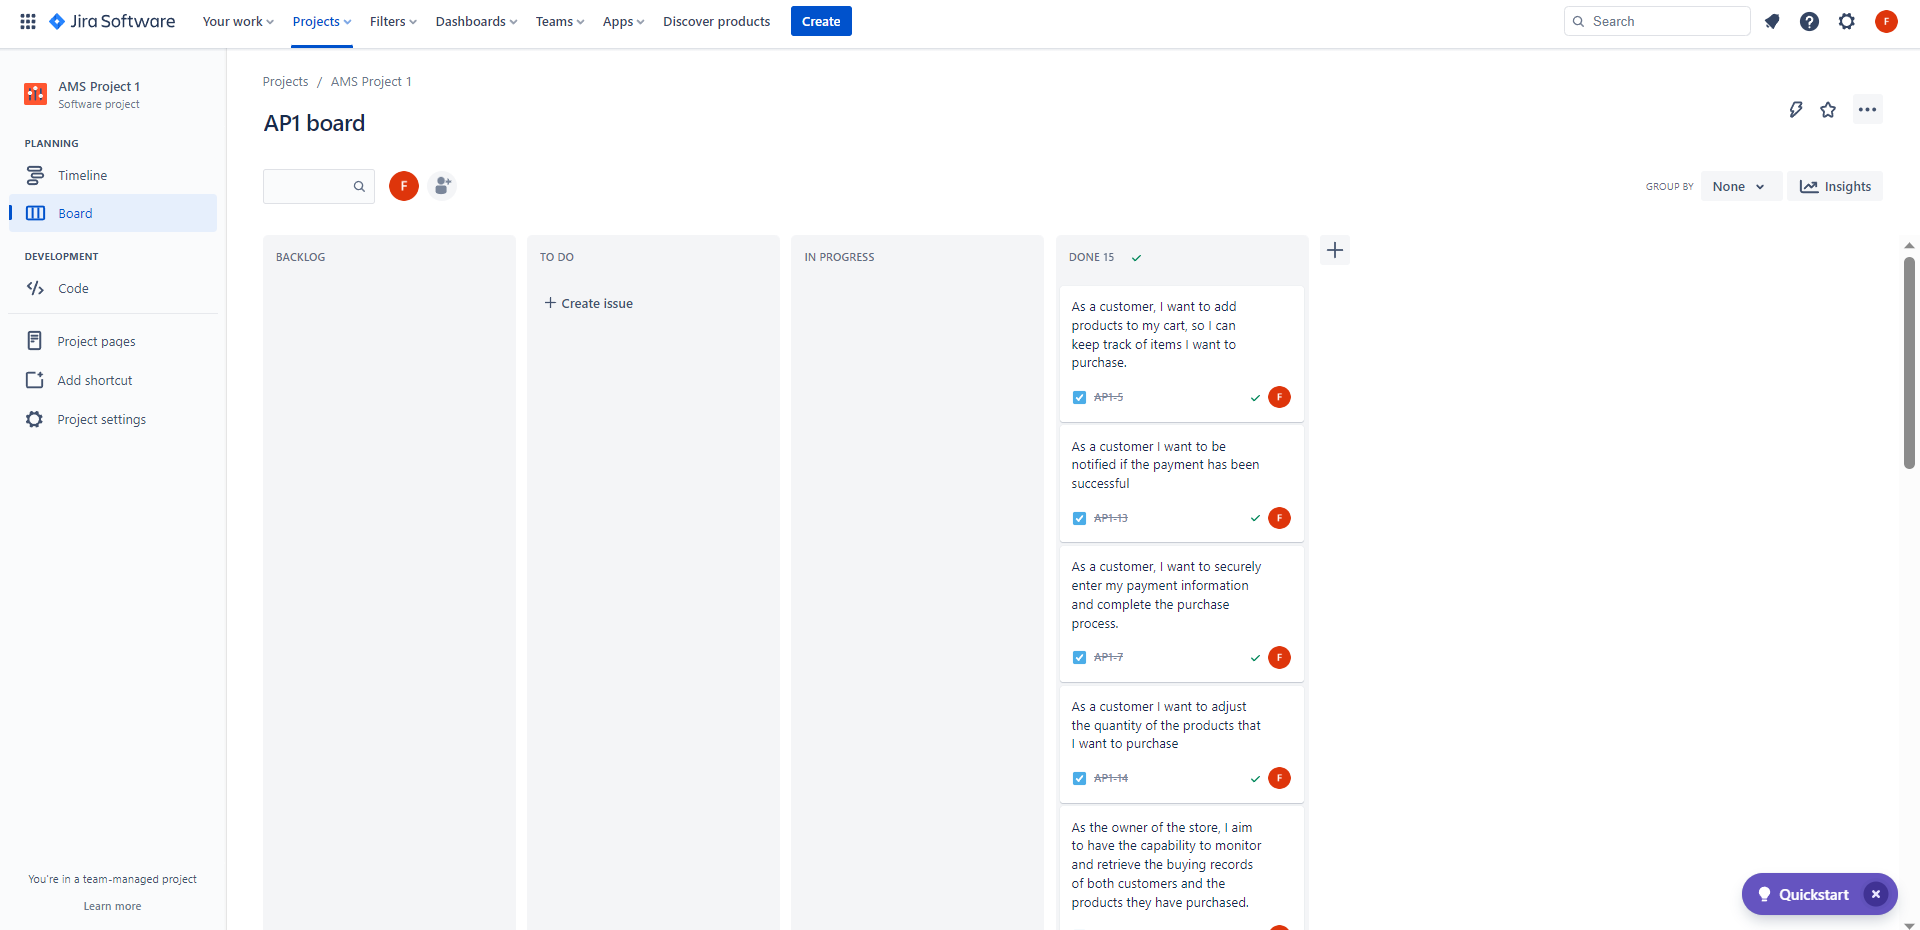 Jira Software
Your work
Projects
Filters
Dashboards
Teams
Apps
Discover products
Create
Search
F
AMS Project 1
Software project
PLANNING
Timeline
Board
DEVELOPMENT
Code
Project pages
Add shortcut
Project settings
You're in a team-managed project
Learn more
Projects / AMS Project 1
AP1 board
F
GROUP BY
None
Insights
BACKLOG
TO DO
Create issue
IN PROGRESS
DONE 15
As a customer, I want to add
products to my cart, so I can
keep track of items I want to
purchase.
AP1-5
F
As a customer I want to be
notified if the payment has been
successful
AP1-13
F
As a customer, I want to securely
enter my payment information
and complete the purchase
process.
AP1-7
F
As a customer I want to adjust
the quantity of the products that
I want to purchase
AP1-14
F
As the owner of the store, I aim
to have the capability to monitor
and retrieve the buying records
of both customers and the
products they have purchased.
Quickstart